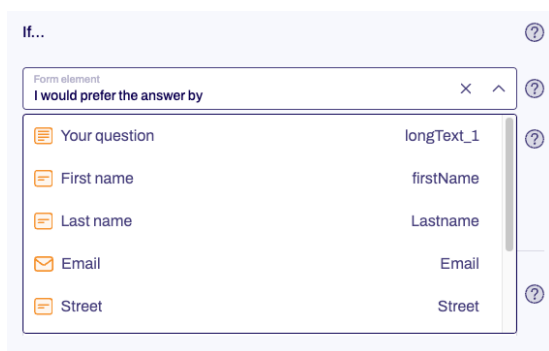 If...
?
Form element
I would prefer the answer by
?
Your question longText_1
?
First name firstName
Last name Lastname
Email Email
Street Street
?